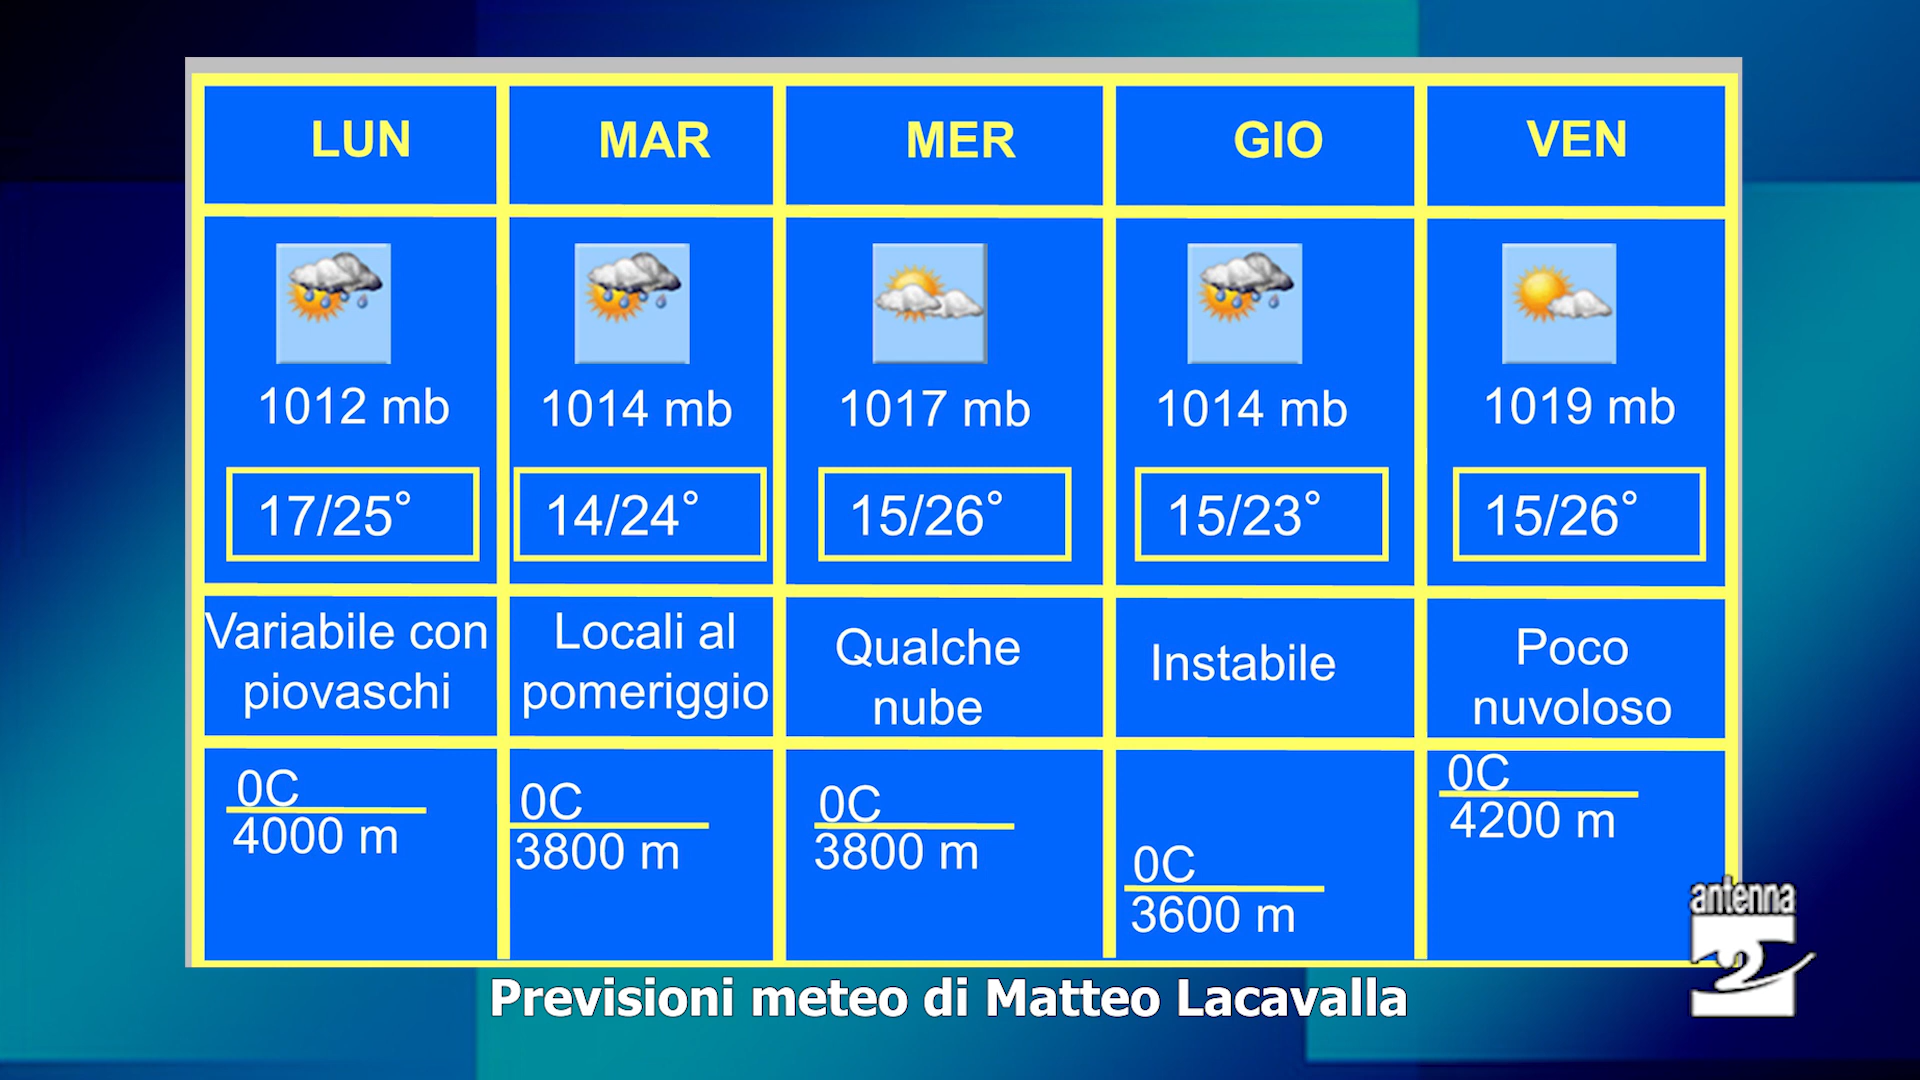 LUN MAR MER GIO VEN
1012 mb 1014 mb 1017 mb 1014 mb 1019 mb
17/25° 14/24° 15/26° 15/23° 15/26°
Variabile con
piovaschi
Locali al
pomeriggio
Qualche
nube
Instabile
Poco
nuvoloso
0C
4000 m
0C
3800 m
0C
3800 m
0C
3600 m
0C
4200 m
antenna
2
Previsioni meteo di Matteo Lacavalla